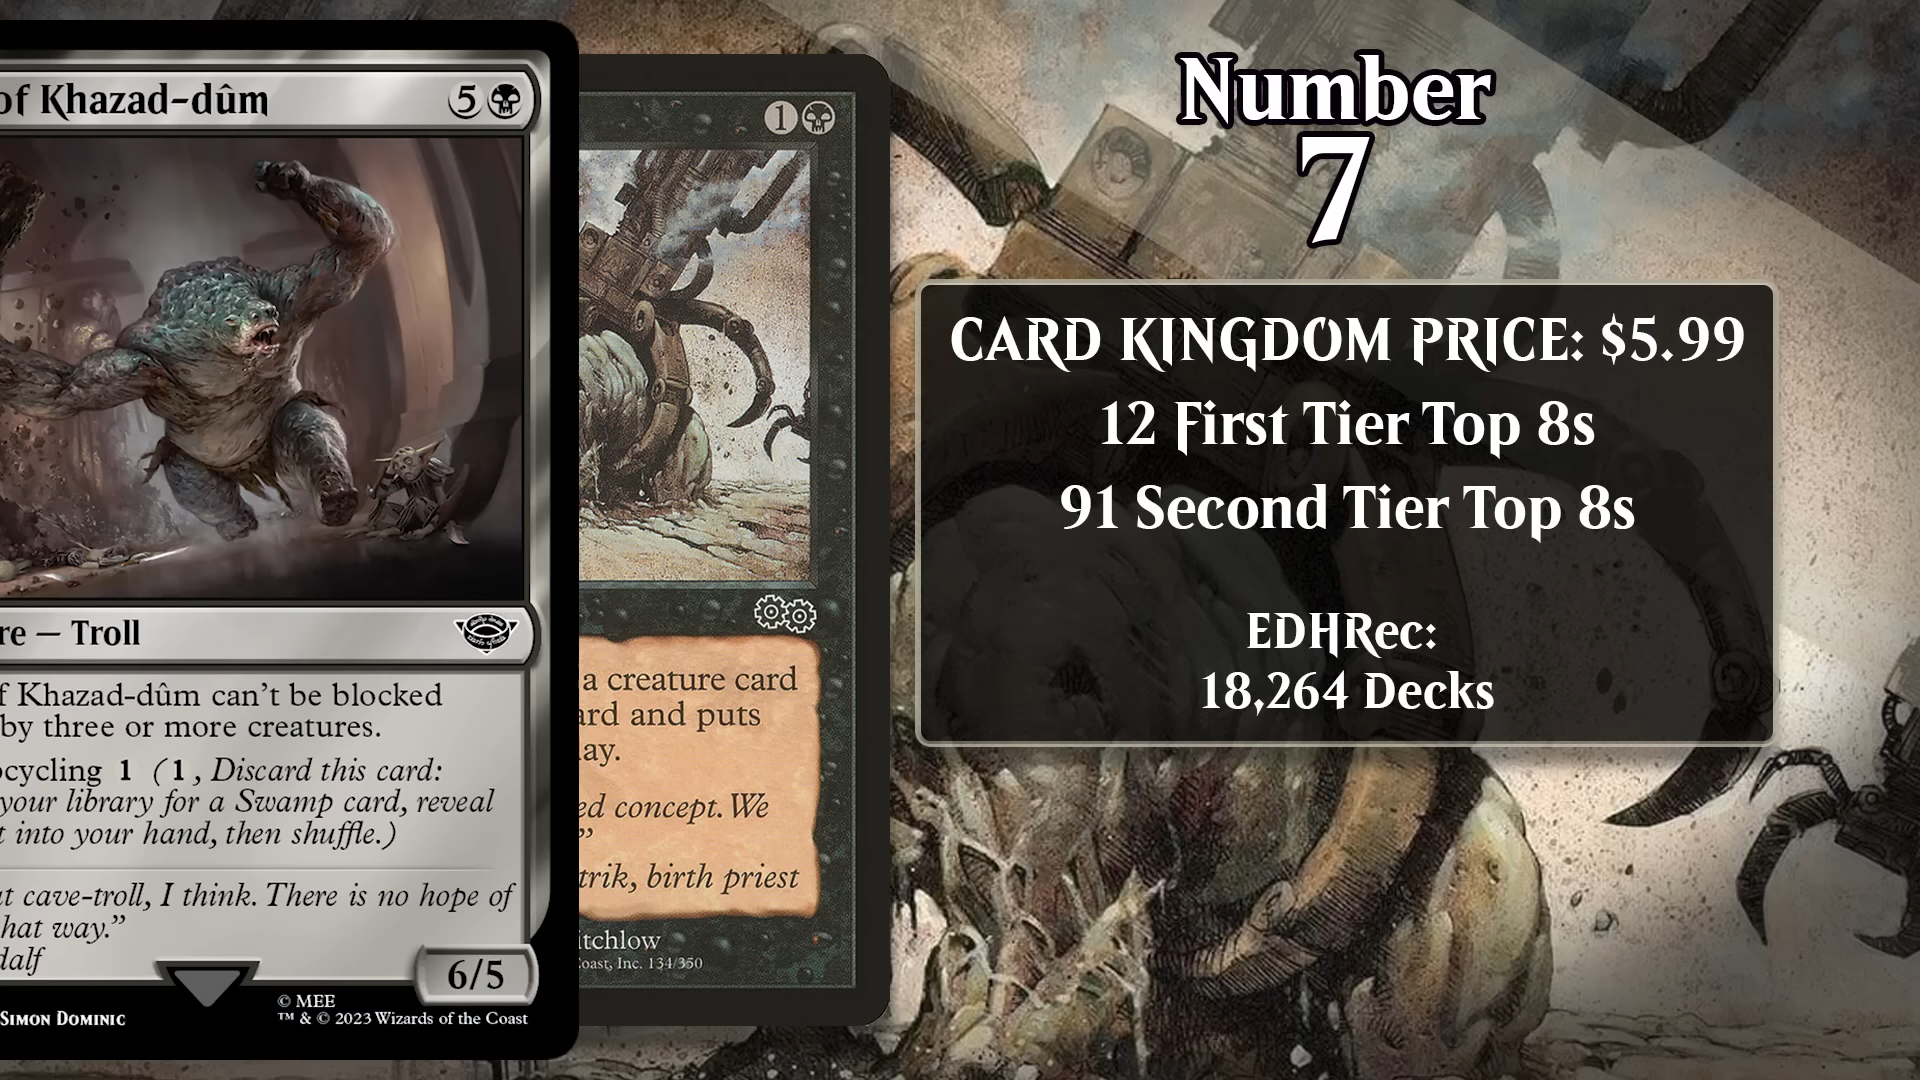 of Khazad-dûm 5
re — Troll
f Khazad-dûm can't be blocked
by three or more creatures.
cycling 1 (1, Discard this card:
your library for a Swamp card, reveal
t into your hand, then shuffle.)
t cave-troll, I think. There is no hope of
hat way."
dalf
6/5
© MEE
SIMON DOMINIC
™ & © 2023 Wizards of the Coast
1
a creature card
ard and puts
ay.
ed concept. We
"
trik, birth priest
itchlow
oast, Inc. 134/350
Number
7
CARD KINGDOM PRICE: $5.99
12 First Tier Top 8s
91 Second Tier Top 8s
EDHRec:
18,264 Decks